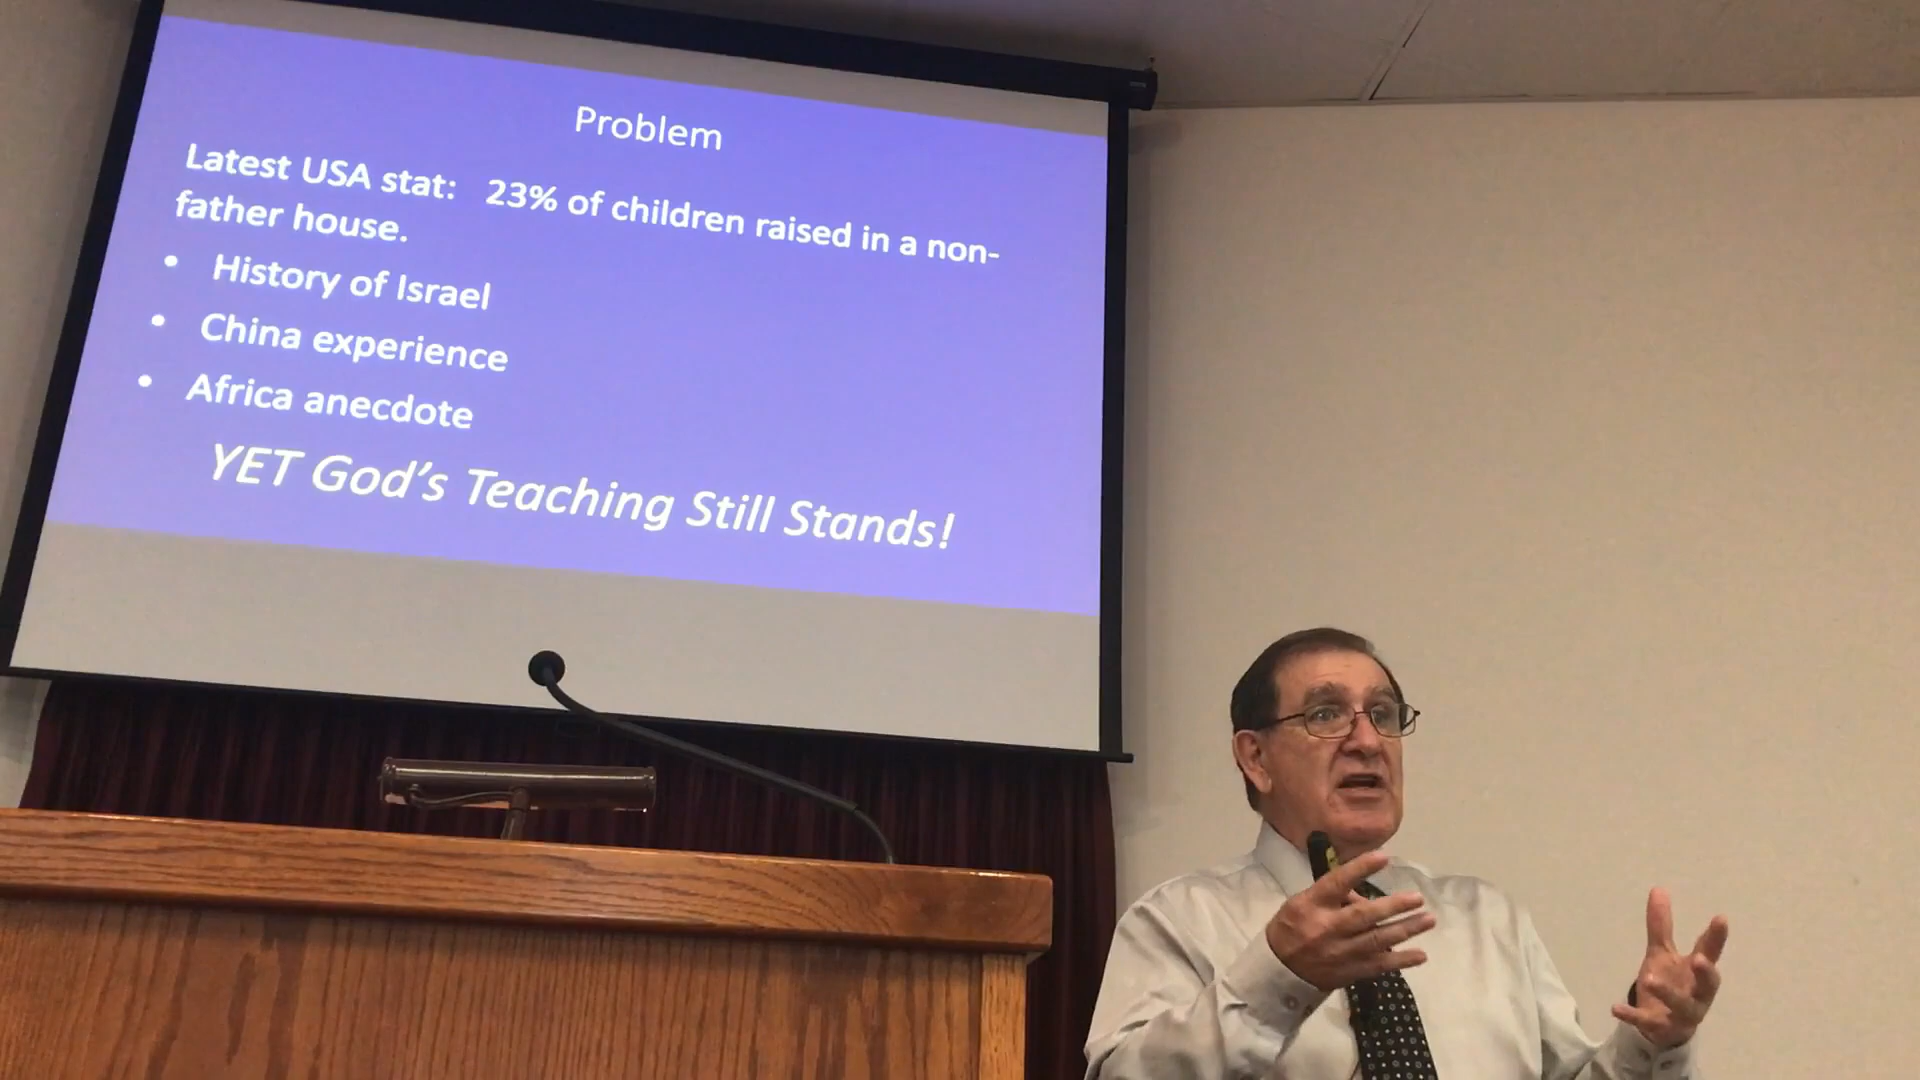 Problem
Latest USA stat: 23% of children raised in a non-
father house.
• History of Israel
• China experience
• Africa anecdote
YET God's Teaching Still Stands!